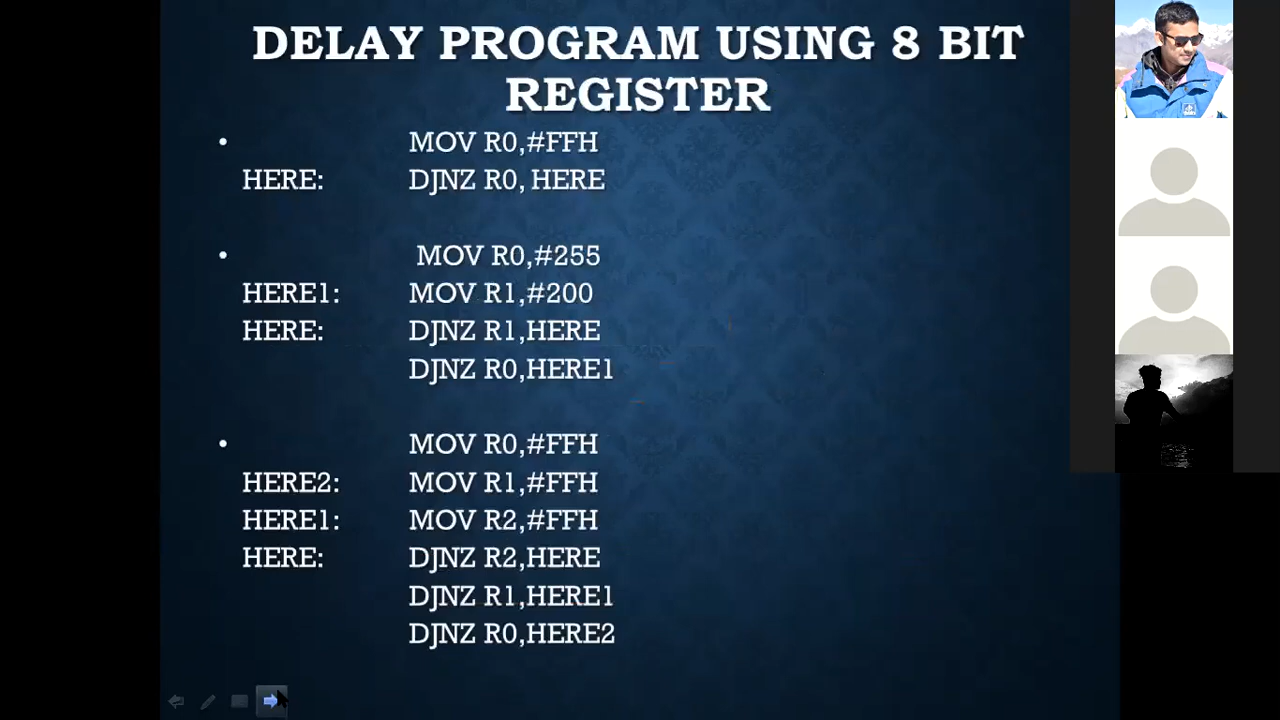 DELAY PROGRAM USING 8 BIT
REGISTER
• MOV R0,#FFH
HERE: DJNZ R0, HERE
• MOV R0,#255
HERE1: MOV R1,#200
HERE: DJNZ R1,HERE
DJNZ R0,HERE1
• MOV R0,#FFH
HERE2: MOV R1,#FFH
HERE1: MOV R2,#FFH
HERE: DJNZ R2,HERE
DJNZ R1,HERE1
DJNZ R0,HERE2